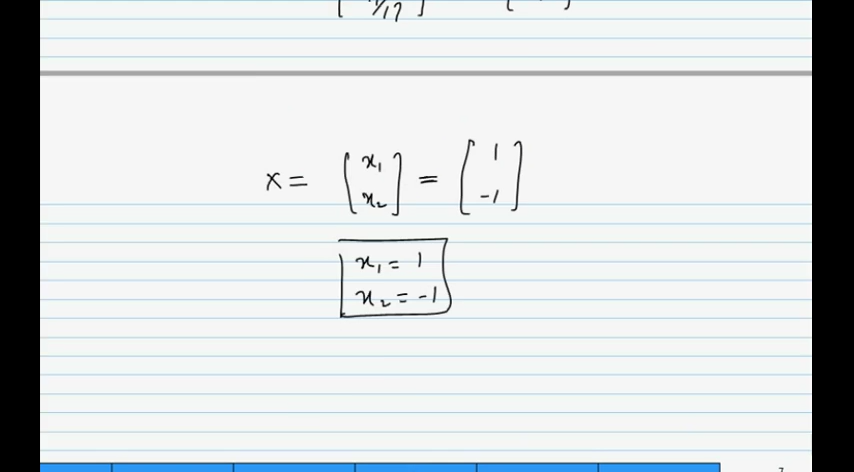 x = [x₁ x₂] = [1 -1]
x₁ = 1
x₂ = -1